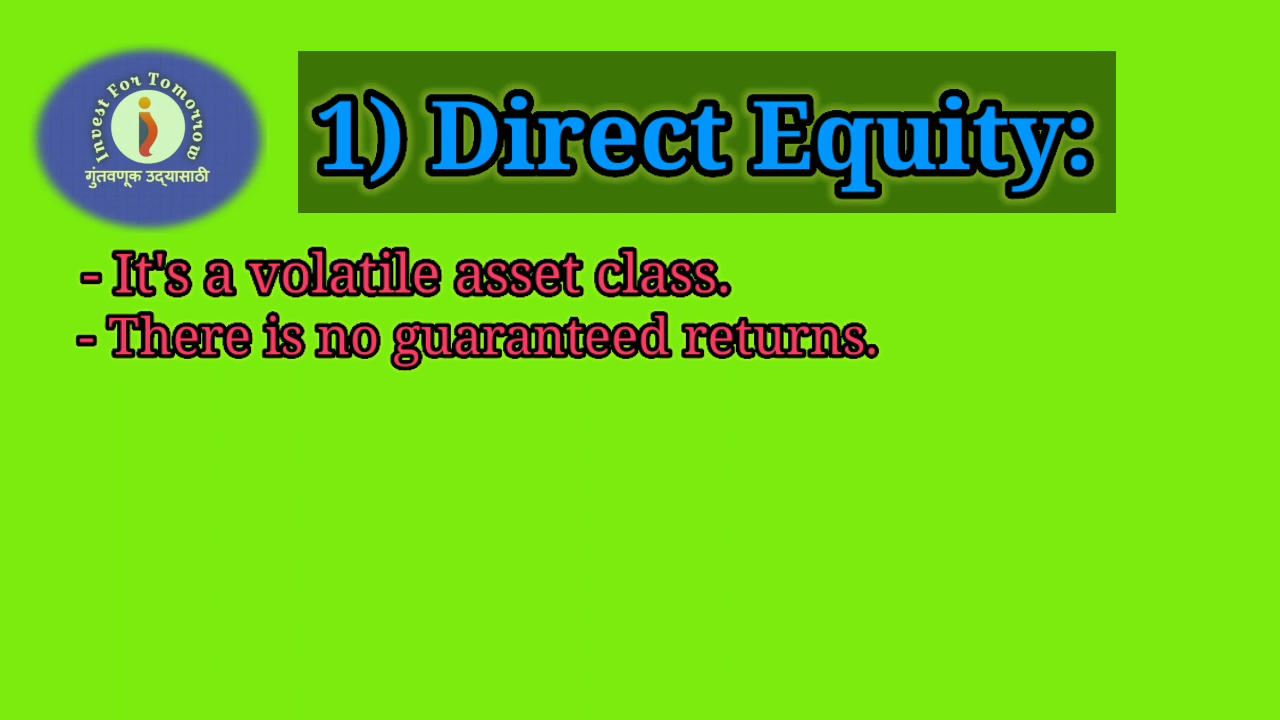 Invest For Tomorrow
गुंतवणूक उद्यासाठी
1) Direct Equity:
- It's a volatile asset class.
- There is no guaranteed returns.